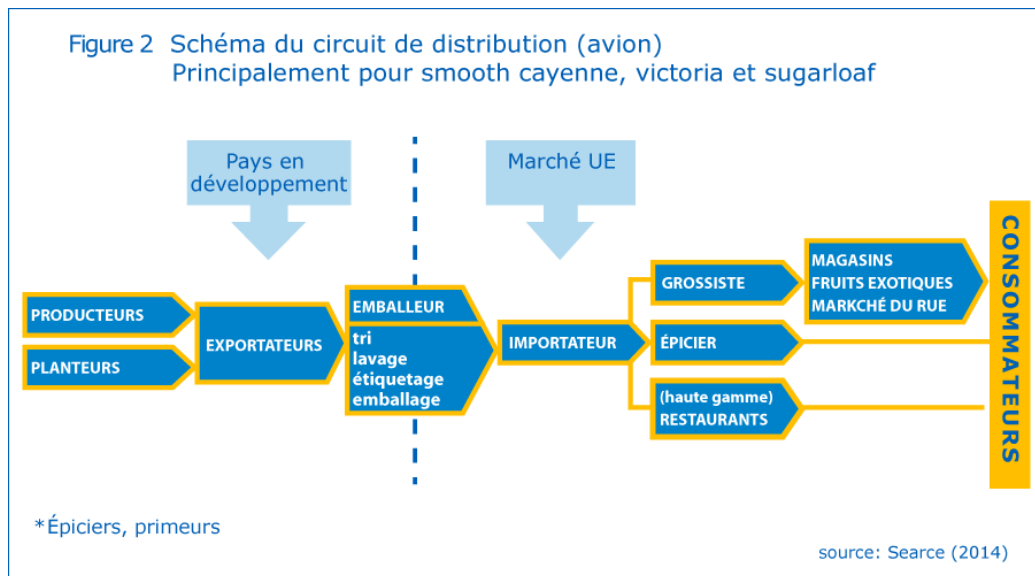 Figure 2 Schéma du circuit de distribution (avion)
Principalement pour smooth cayenne, victoria et sugarloaf
Pays en
développement
Marché UE
PRODUCTEURS
PLANTEURS
EXPORTATEURS
EMBALLEUR
tri
lavage
étiquetage
emballage
IMPORTATEUR
GROSSISTE
MAGASINS
FRUITS EXOTIQUES
MARKCHÉ DU RUE
ÉPICIER
(haute gamme)
RESTAURANTS
CONSOMMATEURS
*Épiciers, primeurs
source: Searce (2014)